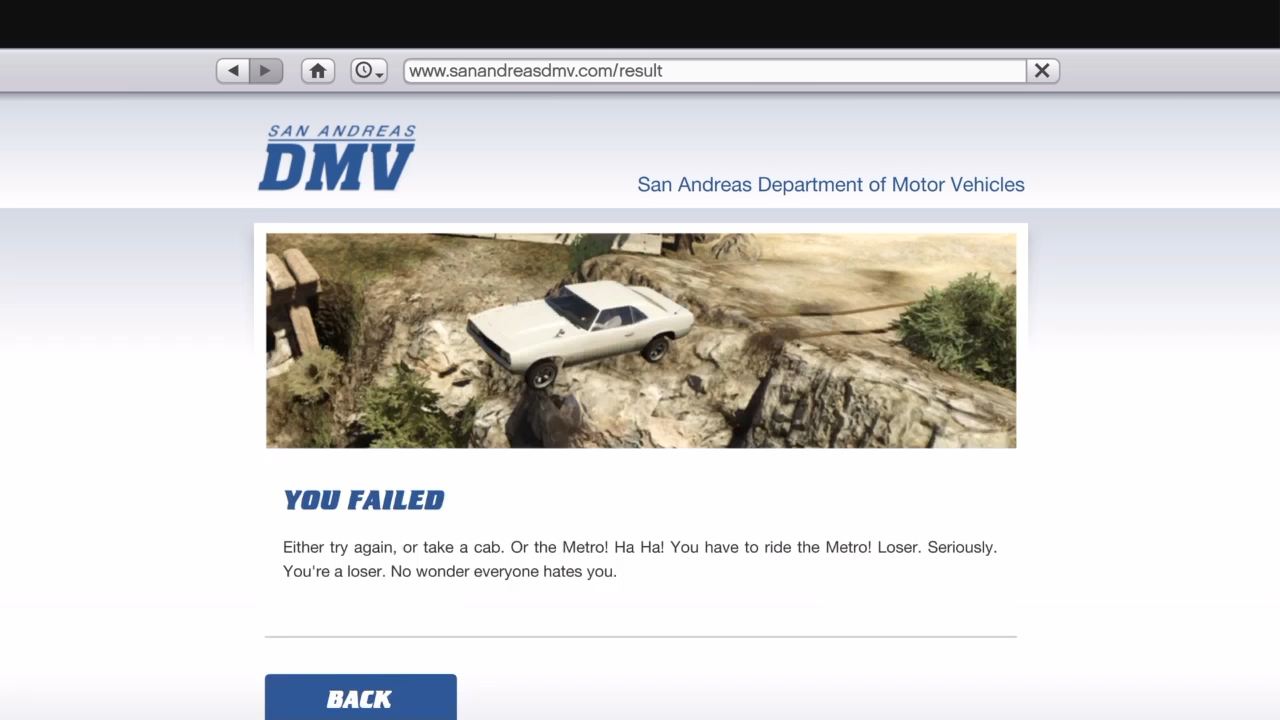 www.sanandreasdmv.com/result
SAN ANDREAS
DMV
San Andreas Department of Motor Vehicles
YOU FAILED
Either try again, or take a cab. Or the Metro! Ha Ha! You have to ride the Metro! Loser. Seriously.
You're a loser. No wonder everyone hates you.
BACK